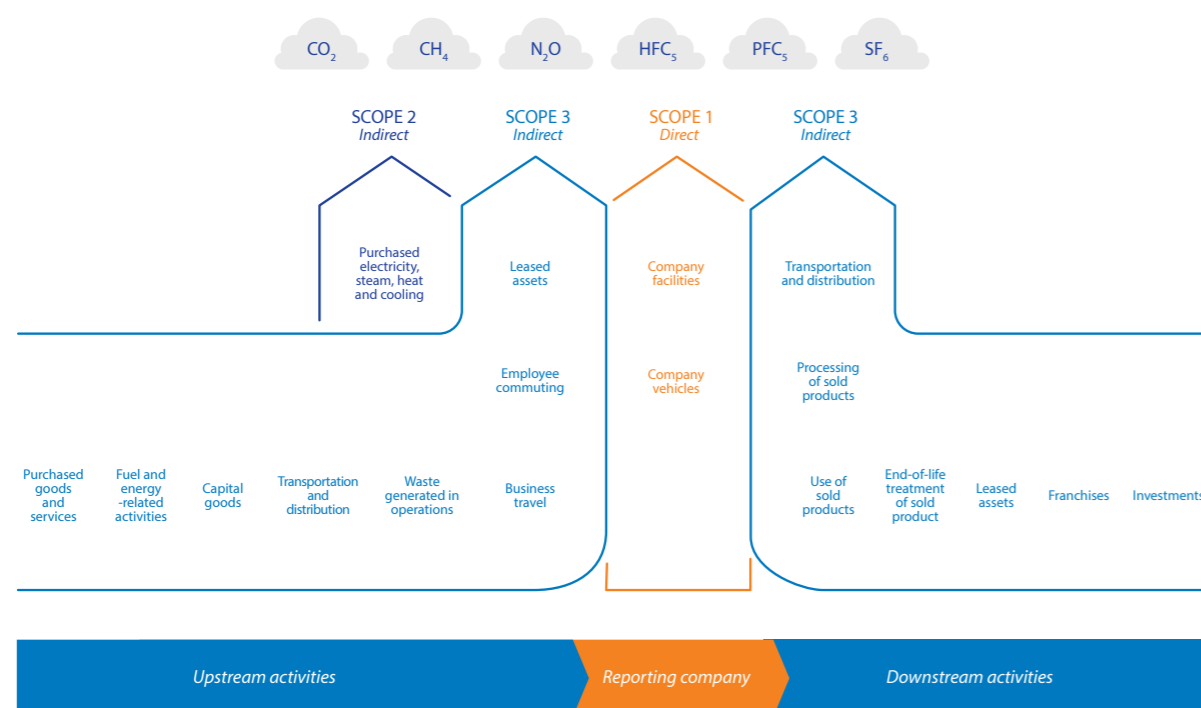 CO₂
CH₄
N₂O
HFC₅
PFC₅
SF₆
SCOPE 2
Indirect
SCOPE 3
Indirect
SCOPE 1
Direct
SCOPE 3
Indirect
Purchased
electricity,
steam, heat
and cooling
Leased
assets
Company
facilities
Transportation
and distribution
Employee
commuting
Company
vehicles
Processing
of sold
products
Purchased
goods
and
services
Fuel and
energy
-related
activities
Capital
goods
Transportation
and
distribution
Waste
generated in
operations
Business
travel
Use of
sold
products
End-of-life
treatment
of sold
product
Leased
assets
Franchises
Investments
Upstream activities
Reporting company
Downstream activities